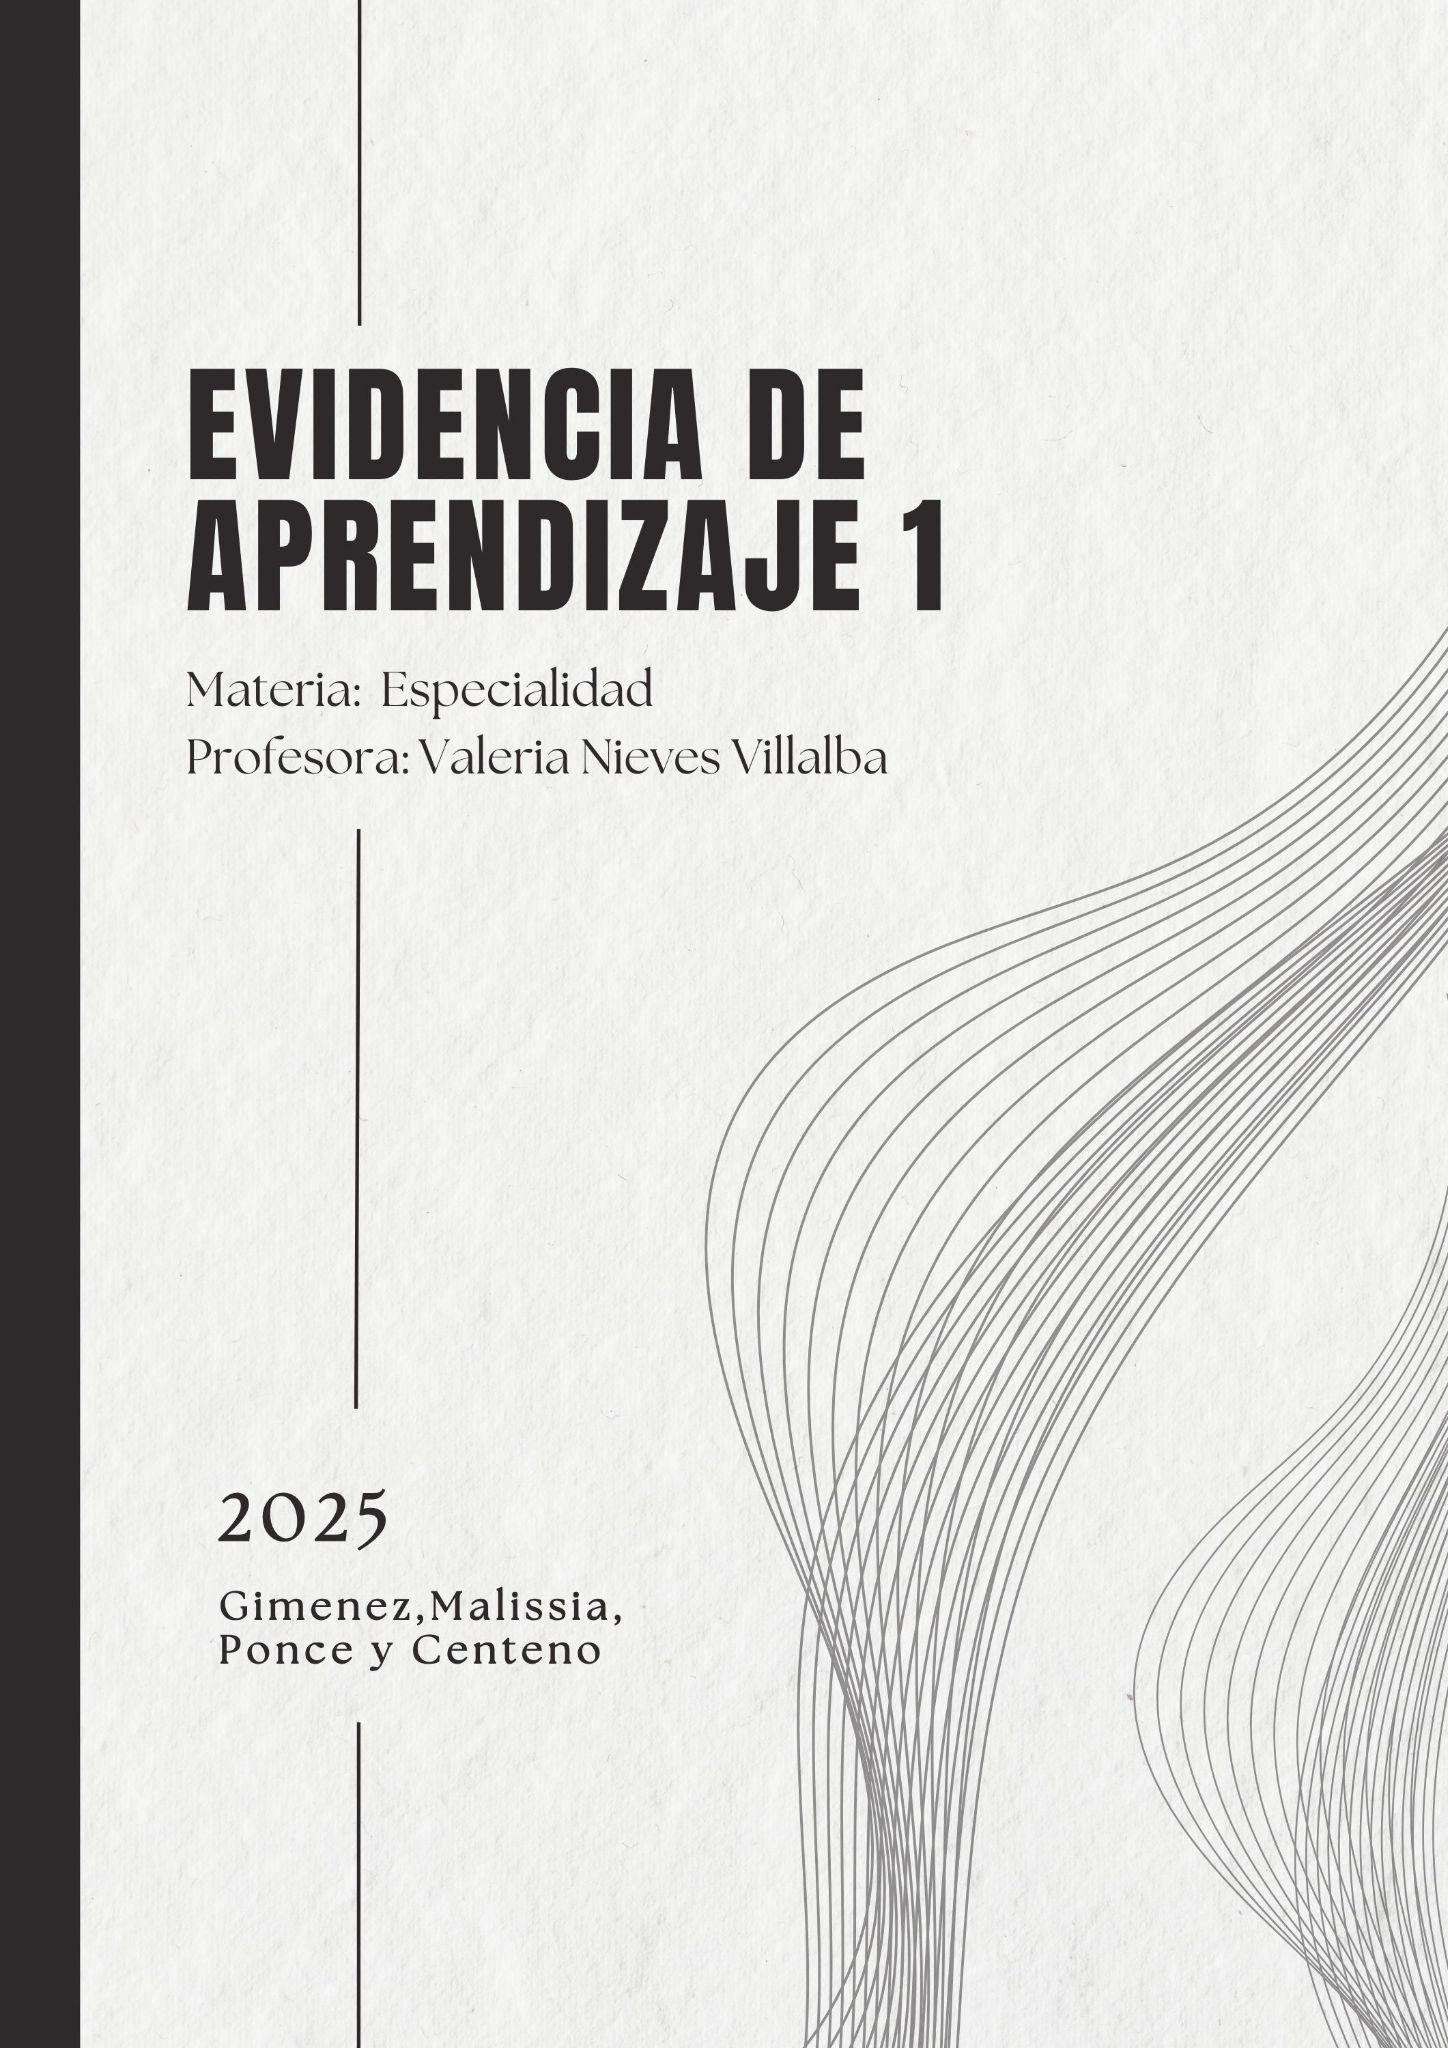 EVIDENCIA DE
APRENDIZAJE 1
Materia: Especialidad
Profesora: Valeria Nieves Villalba
2025
Gimenez,Malissia,
Ponce y Centeno